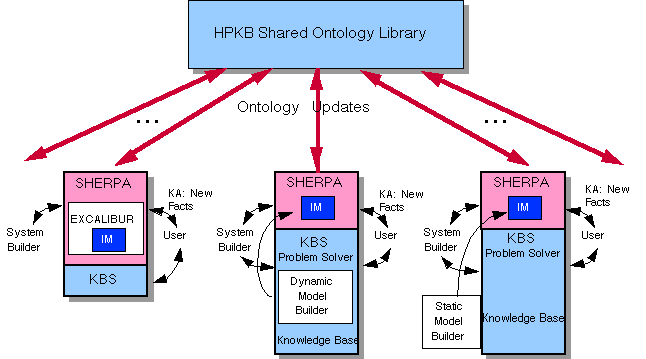 HPKB Shared Ontology Library
Ontology Updates
...
...
SHERPA
EXCALIBUR
IM
KBS
System
Builder
KA: New
Facts
User
SHERPA
IM
KBS
Problem Solver
Dynamic
Model
Builder
Knowledge Base
System
Builder
KA: New
Facts
User
SHERPA
IM
KBS
Problem Solver
Static
Model
Builder
Knowledge Base
System
Builder
KA: New
Facts
User